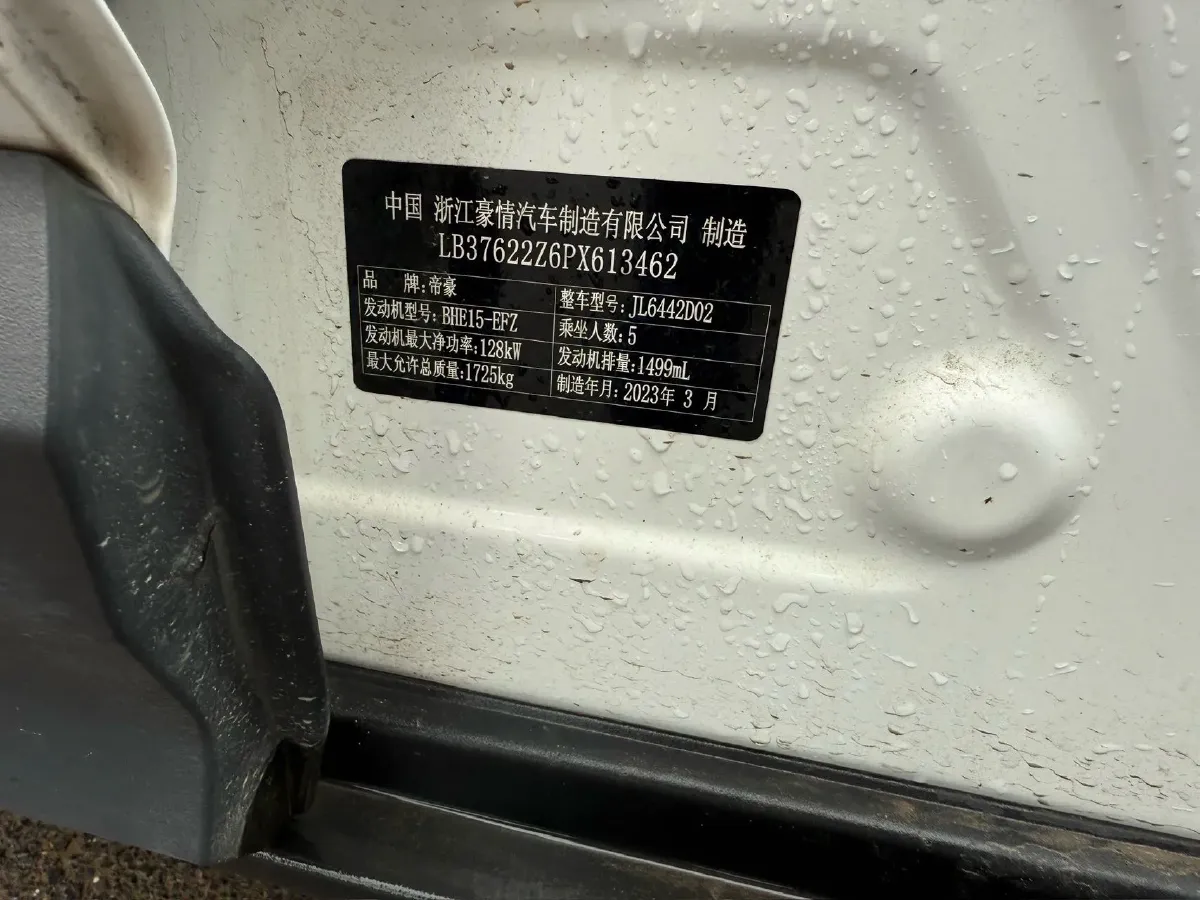 中国 浙江豪情汽车制造有限公司 制造
LB37622Z6PX613462
品 牌:帝豪 整车型号:JL6442D02
发动机型号:BHE15-EFZ 乘坐人数:5
发动机最大净功率:128kW 发动机排量:1499mL
最大允许总质量:1725kg 制造年月:2023年 3 月